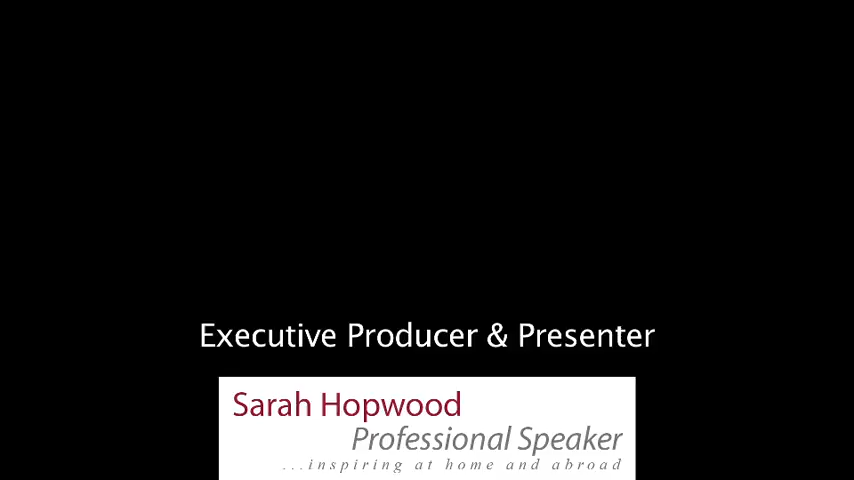 Executive Producer & Presenter
Sarah Hopwood
Professional Speaker
...inspiring at home and abroad